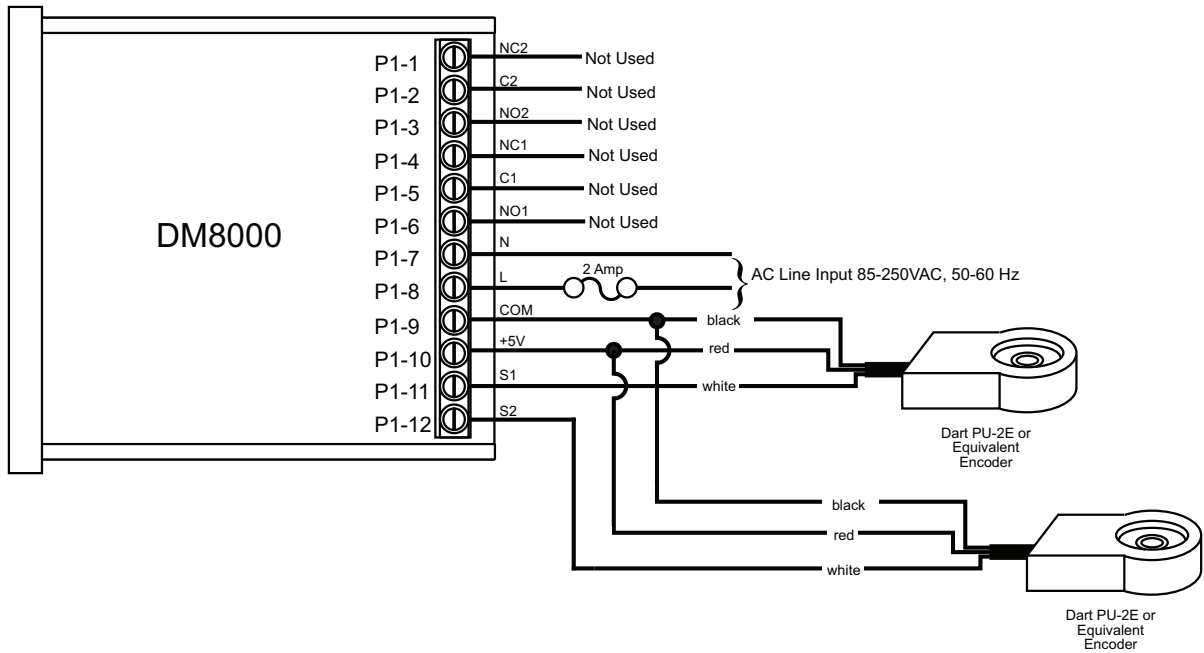 P1-1 NC2 Not Used
P1-2 C2 Not Used
P1-3 NO2 Not Used
P1-4 NC1 Not Used
P1-5 C1 Not Used
P1-6 NO1 Not Used
DM8000
P1-7 N
P1-8 L 2 Amp AC Line Input 85-250VAC, 50-60 Hz
P1-9 COM black
P1-10 +5V red
P1-11 S1 white
P1-12 S2
Dart PU-2E or
Equivalent
Encoder
black
red
white
Dart PU-2E or
Equivalent
Encoder